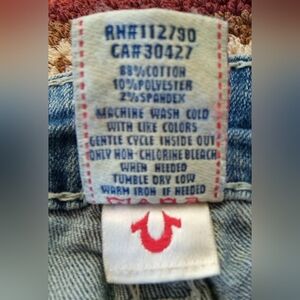 RN#112790
CA#30427
88%COTTON
10%POLYESTER
2%SPANDEX
MACHINE WASH COLD
WITH LIKE COLORS
GENTLE CYCLE INSIDE OUT
ONLY NON-CHLORINE BLEACH
WHEN NEEDED
TUMBLE DRY LOW
WARM IRON IF NEEDED